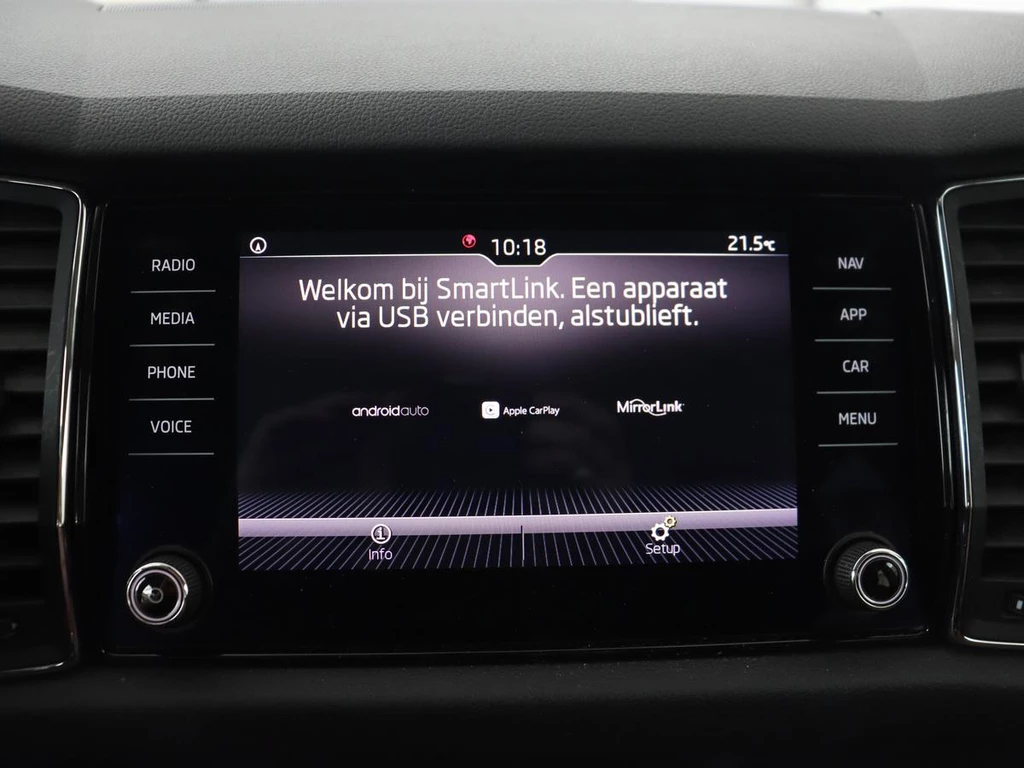 10:18
21.5°C
RADIO
MEDIA
PHONE
VOICE
Welkom bij SmartLink. Een apparaat
via USB verbinden, alstublieft.
androidauto
Apple CarPlay
MirrorLink
Info
Setup
NAV
APP
CAR
MENU